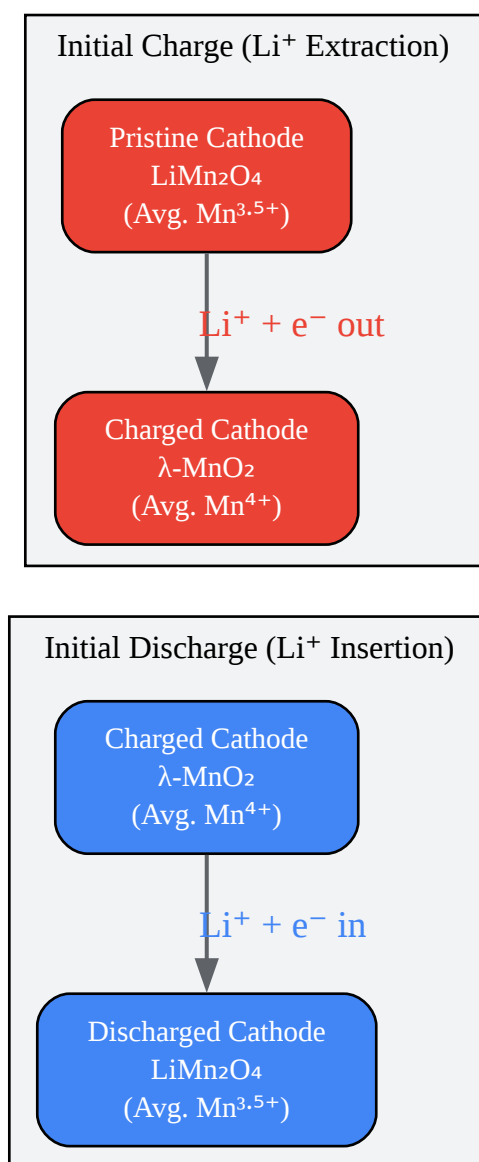 Initial Charge (Li⁺ Extraction)
Pristine Cathode
LiMn₂O₄
(Avg. Mn³·⁵⁺)
Li⁺ + e⁻ out
Charged Cathode
λ-MnO₂
(Avg. Mn⁴⁺)
Initial Discharge (Li⁺ Insertion)
Charged Cathode
λ-MnO₂
(Avg. Mn⁴⁺)
Li⁺ + e⁻ in
Discharged Cathode
LiMn₂O₄
(Avg. Mn³·⁵⁺)